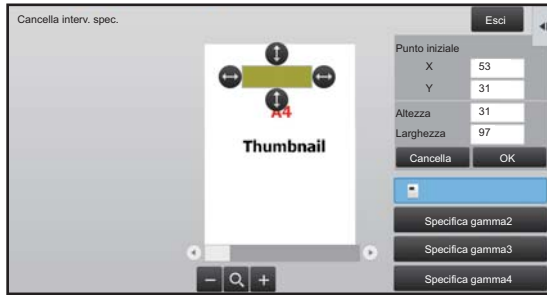 Cancella interv. spec.
Esci
Punto iniziale
X 53
Y 31
Altezza 31
Larghezza 97
Cancella OK
A4
Thumbnail
Specifica gamma2
Specifica gamma3
Specifica gamma4